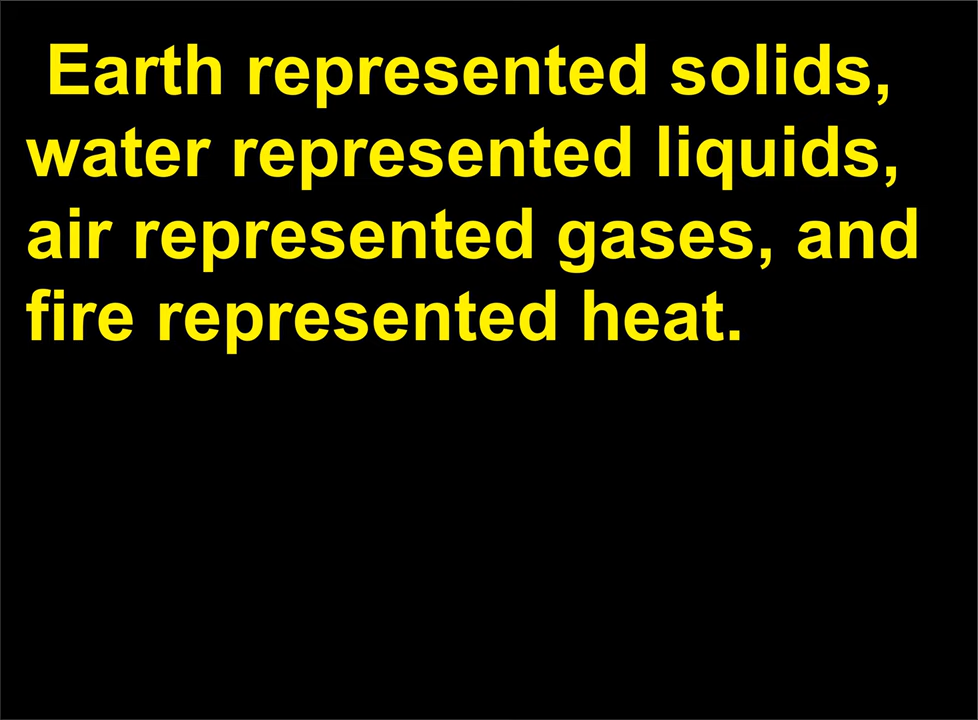 Earth represented solids,
water represented liquids,
air represented gases, and
fire represented heat.